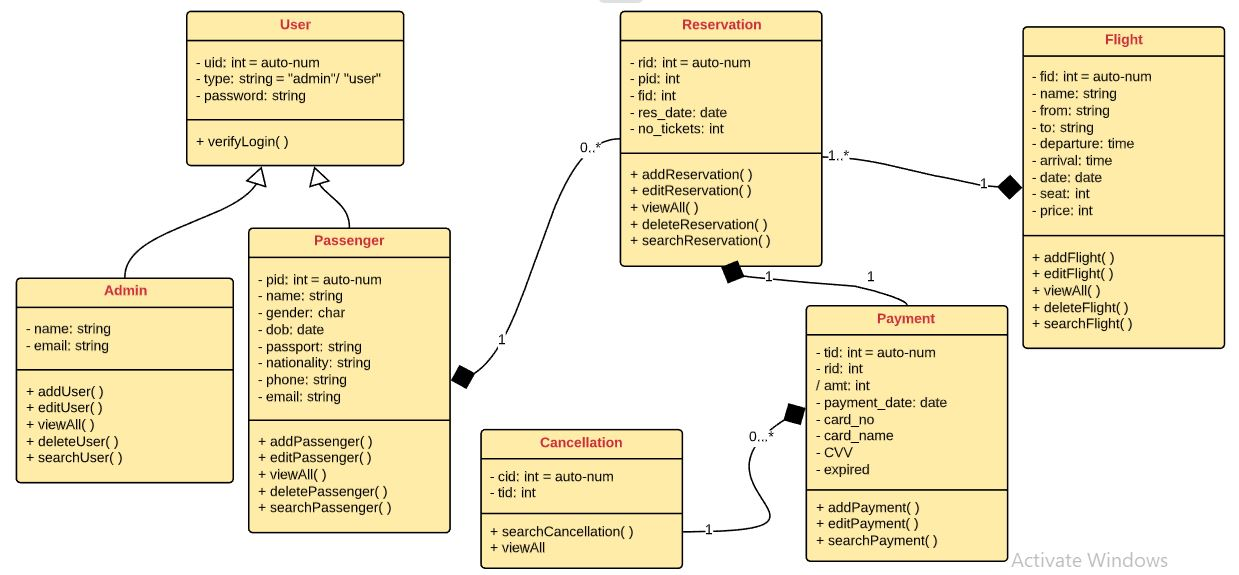 User
- uid: int = auto-num
- type: string = "admin"/ "user"
- password: string
+ verifyLogin( )
Reservation
- rid: int = auto-num
- pid: int
- fid: int
- res_date: date
- no_tickets: int
+ addReservation( )
+ editReservation( )
+ viewAll( )
+ deleteReservation( )
+ searchReservation( )
Flight
- fid: int = auto-num
- name: string
- from: string
- to: string
- departure: time
- arrival: time
- date: date
- seat: int
- price: int
+ addFlight( )
+ editFlight( )
+ viewAll( )
+ deleteFlight( )
+ searchFlight( )
0..*
1
1..*
1
1
1
Admin
- name: string
- email: string
+ addUser( )
+ editUser( )
+ viewAll( )
+ deleteUser( )
+ searchUser( )
Passenger
- pid: int = auto-num
- name: string
- gender: char
- dob: date
- passport: string
- nationality: string
- phone: string
- email: string
+ addPassenger( )
+ editPassenger( )
+ viewAll( )
+ deletePassenger( )
+ searchPassenger( )
Payment
- tid: int = auto-num
- rid: int
/ amt: int
- payment_date: date
- card_no
- card_name
- CVV
- expired
+ addPayment( )
+ editPayment( )
+ searchPayment( )
0...*
1
Cancellation
- cid: int = auto-num
- tid: int
+ searchCancellation( )
+ viewAll
Activate Windows